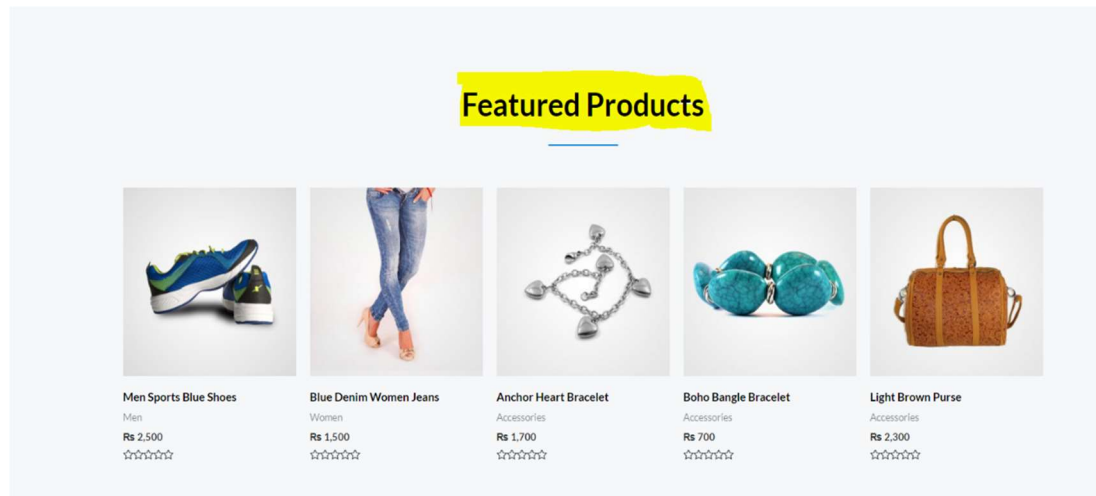 Featured Products
Men Sports Blue Shoes
Men
Rs 2,500
Blue Denim Women Jeans
Women
Rs 1,500
Anchor Heart Bracelet
Accessories
Rs 1,700
Boho Bangle Bracelet
Accessories
Rs 700
Light Brown Purse
Accessories
Rs 2,300